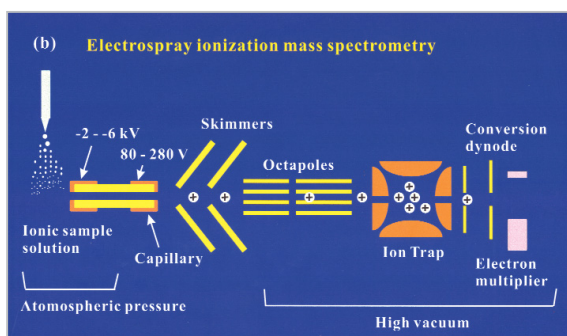 (b) Electrospray ionization mass spectrometry
-2 - -6 kV
80 - 280 V
Skimmers
Octapoles
Conversion
dynode
Ionic sample
solution
Capillary
Ion Trap
Electron
multiplier
Atomospheric pressure
High vacuum
+ + + + + + + + + +